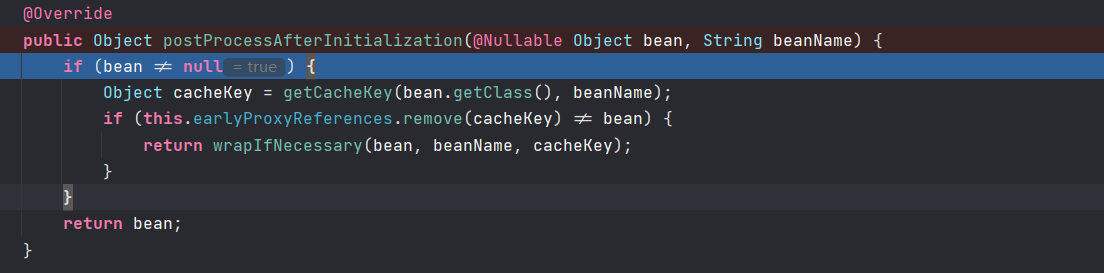 @Override
public Object postProcessAfterInitialization(@Nullable Object bean, String beanName) {
    if (bean ≠ null = true ) {
        Object cacheKey = getCacheKey(bean.getClass(), beanName);
        if (this.earlyProxyReferences.remove(cacheKey) ≠ bean) {
            return wrapIfNecessary(bean, beanName, cacheKey);
        }
    }
    return bean;
}